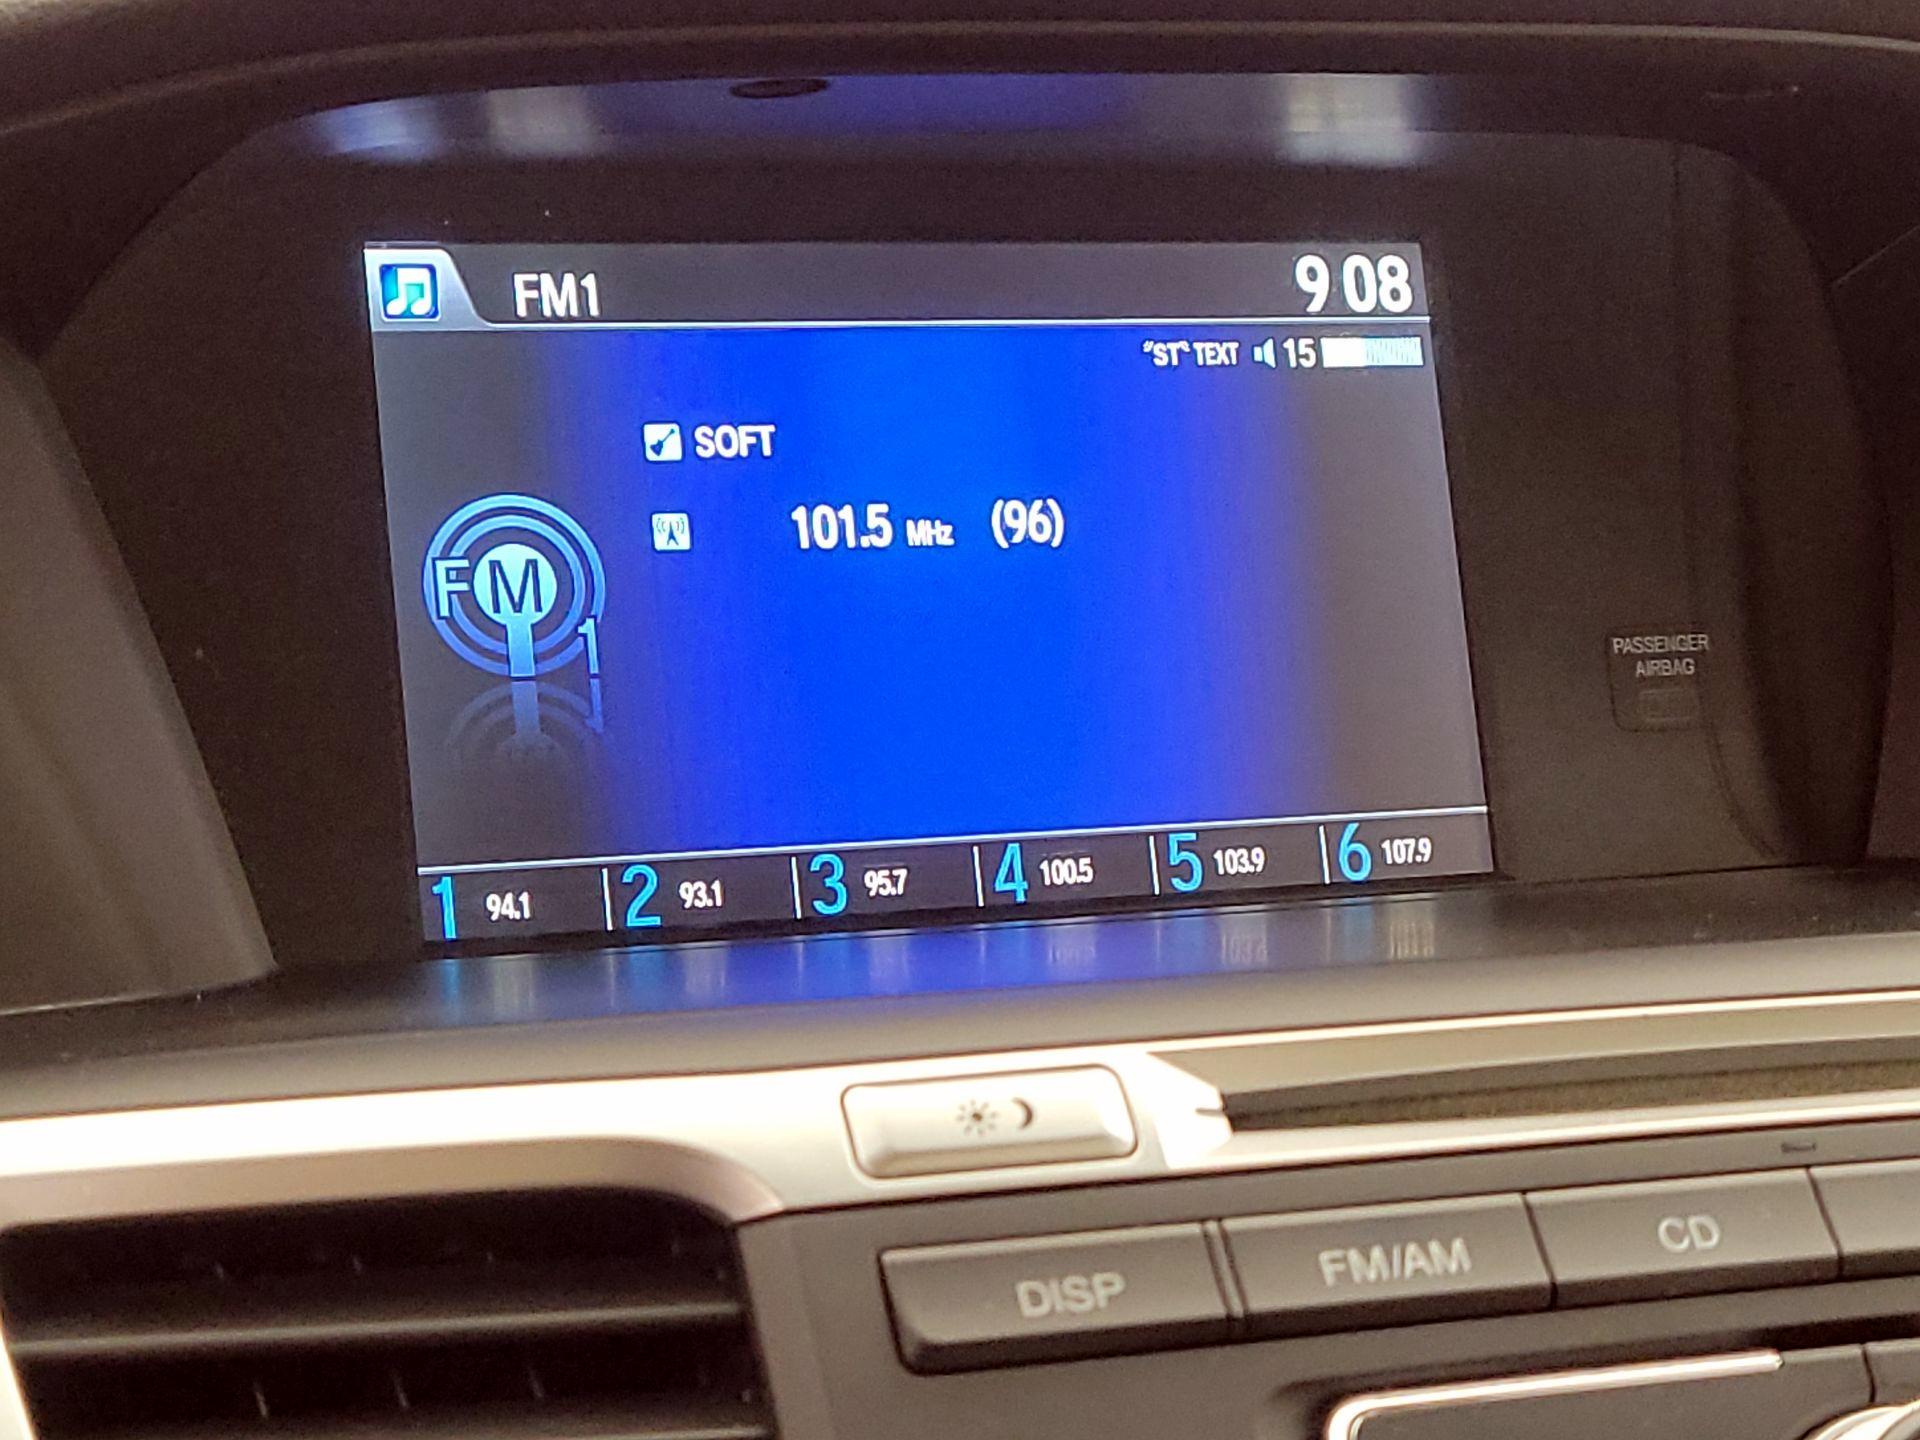 FM1
9 08
"ST" TEXT 15
SOFT
101.5 MHz (96)
FM
1
1 94.1 2 93.1 3 95.7 4 100.5 5 103.9 6 107.9
PASSENGER
AIRBAG
DISP FM/AM CD